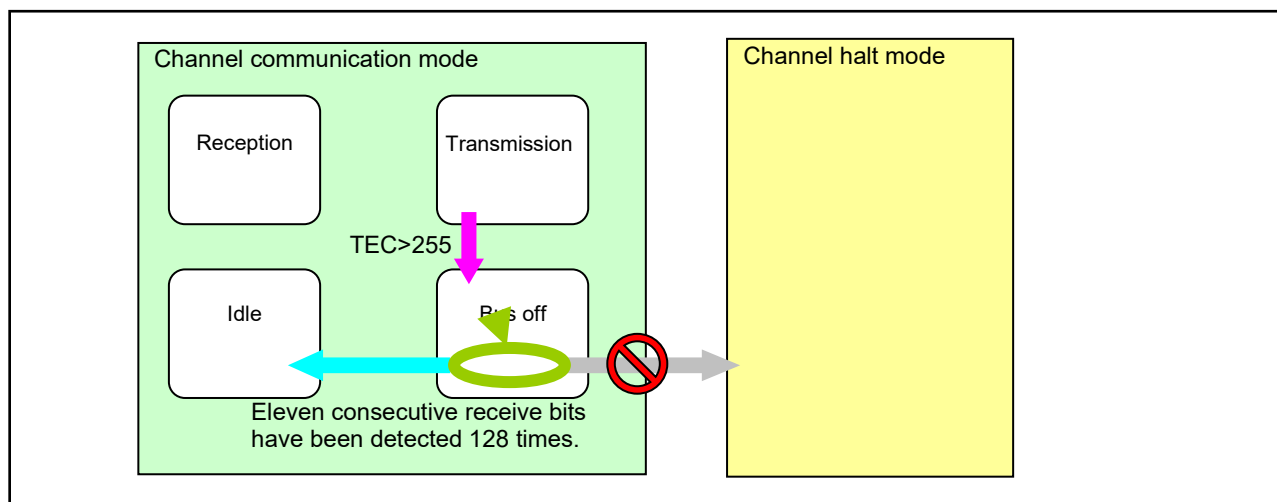 Channel communication mode
Channel halt mode
Reception
Transmission
TEC>255
Idle
Bus off
Eleven consecutive receive bits
have been detected 128 times.